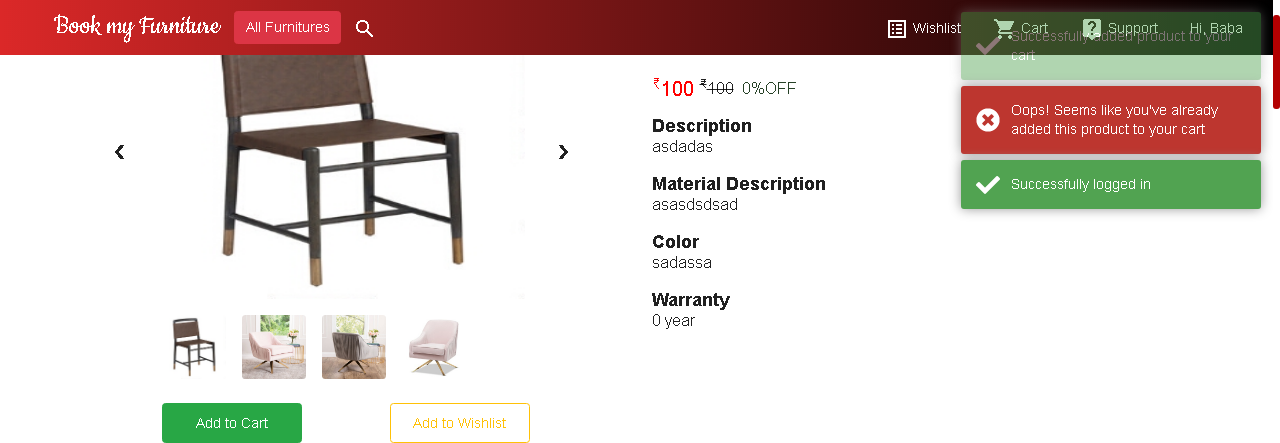 Book my Furniture
All Furnitures
Wishlist
Cart
Support
Hi, Baba
Successfully added product to your
cart
Oops! Seems like you've already
added this product to your cart
Successfully logged in
₹100 ₹100 0%OFF
Description
asdadas
Material Description
asasdsdsad
Color
sadassa
Warranty
0 year
Add to Cart
Add to Wishlist